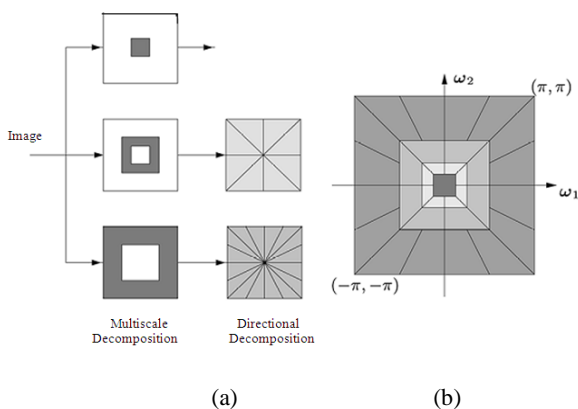 Image
Multiscale
Decomposition
Directional
Decomposition
(a)
ω₂
(π, π)
ω₁
(−π, −π)
(b)